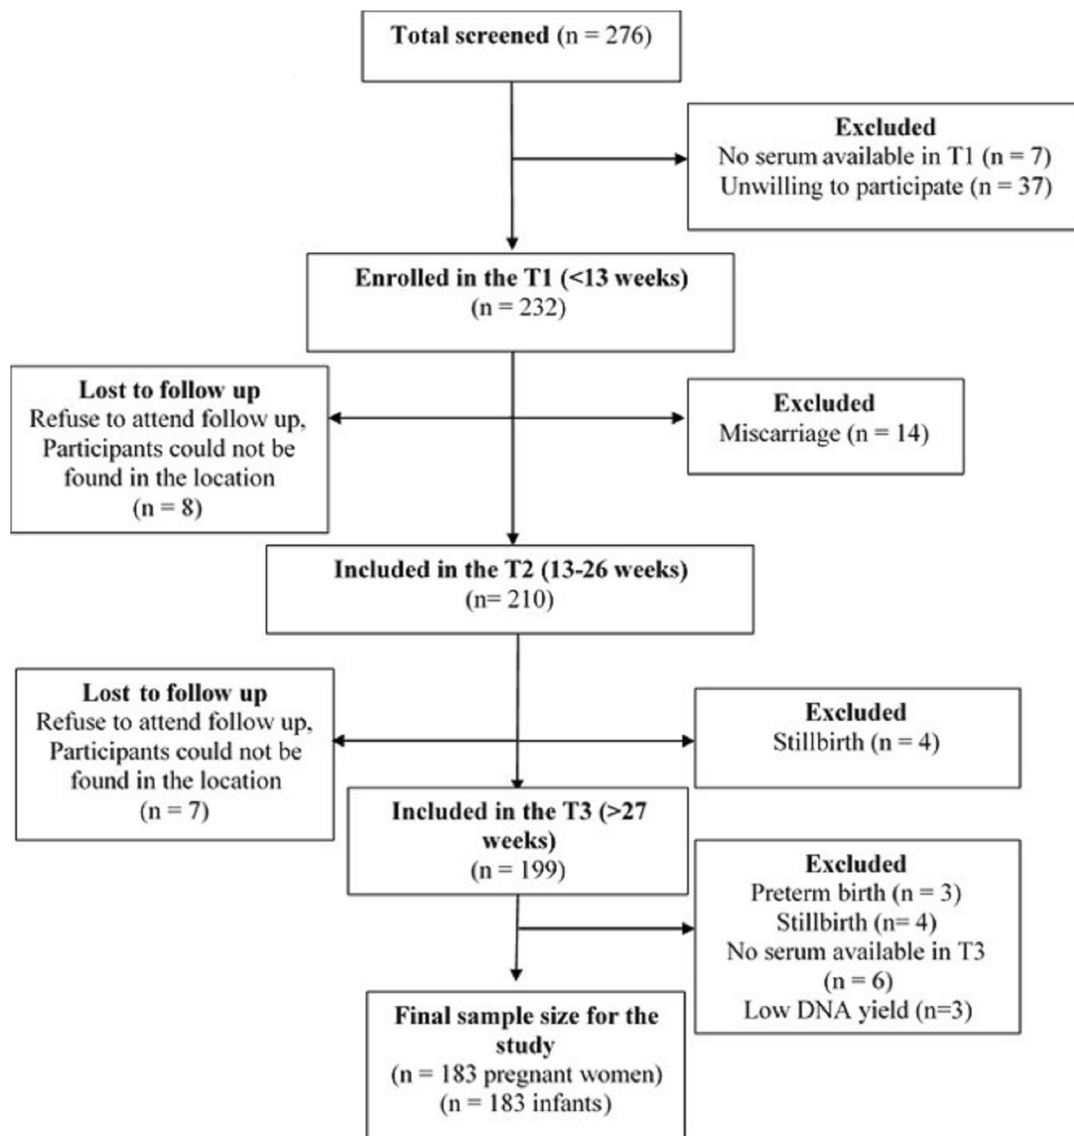 Total screened (n = 276)
Excluded
No serum available in T1 (n = 7)
Unwilling to participate (n = 37)
Enrolled in the T1 (<13 weeks)
(n = 232)
Lost to follow up
Refuse to attend follow up,
Participants could not be
found in the location
(n = 8)
Excluded
Miscarriage (n = 14)
Included in the T2 (13-26 weeks)
(n= 210)
Lost to follow up
Refuse to attend follow up,
Participants could not be
found in the location
(n = 7)
Excluded
Stillbirth (n = 4)
Included in the T3 (>27
weeks)
(n = 199)
Excluded
Preterm birth (n = 3)
Stillbirth (n= 4)
No serum available in T3
(n = 6)
Low DNA yield (n=3)
Final sample size for the
study
(n = 183 pregnant women)
(n = 183 infants)